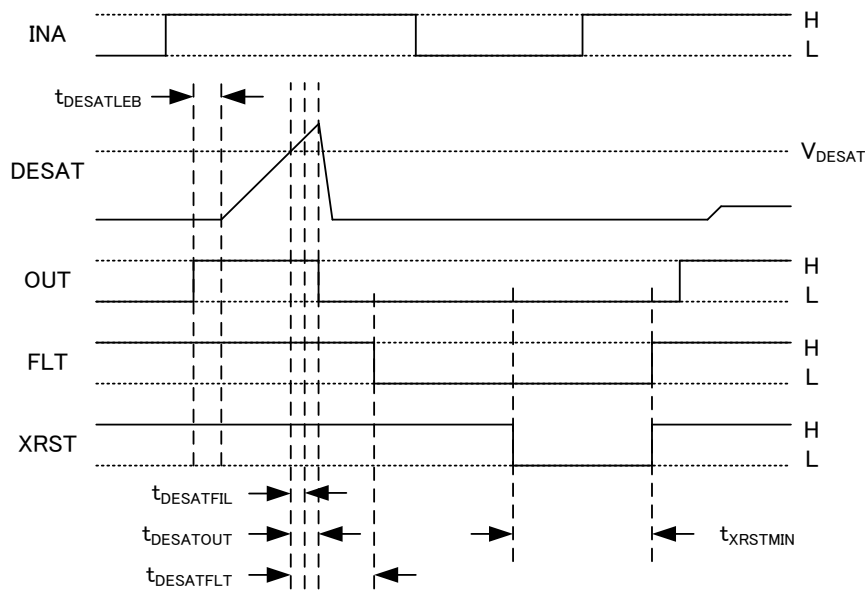 INA
H
L
tDESATLEB
DESAT
VDESAT
OUT
H
L
FLT
H
L
XRST
H
L
tDESATFIL
tDESATOUT
tXRSTMIN
tDESATFLT